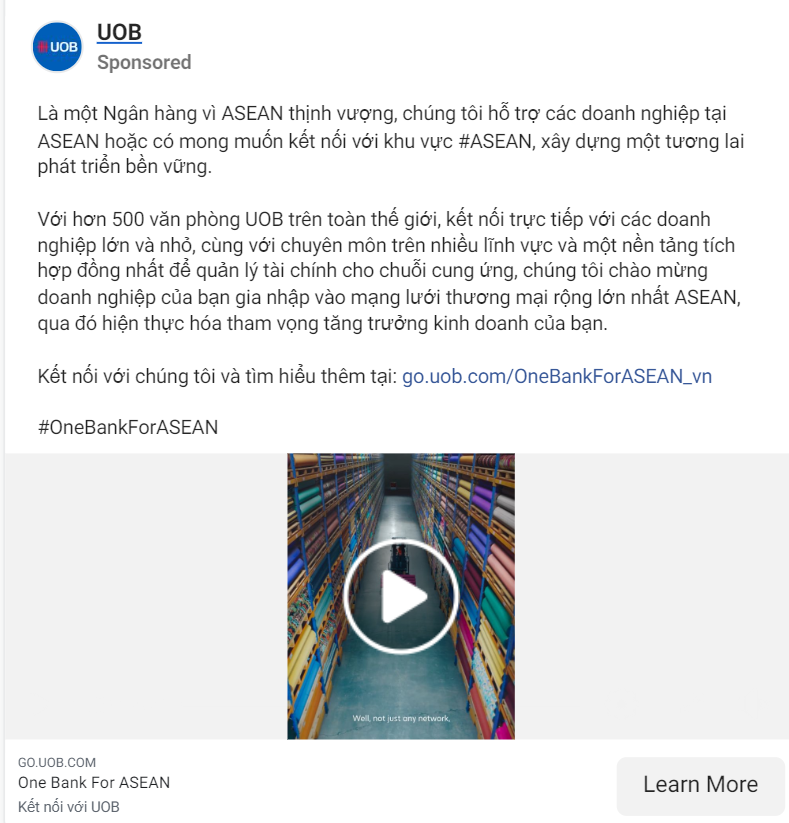 UOB
UOB
Sponsored
Là một Ngân hàng vì ASEAN thịnh vượng, chúng tôi hỗ trợ các doanh nghiệp tại
ASEAN hoặc có mong muốn kết nối với khu vực #ASEAN, xây dựng một tương lai
phát triển bền vững.
Với hơn 500 văn phòng UOB trên toàn thế giới, kết nối trực tiếp với các doanh
nghiệp lớn và nhỏ, cùng với chuyên môn trên nhiều lĩnh vực và một nền tảng tích
hợp đồng nhất để quản lý tài chính cho chuỗi cung ứng, chúng tôi chào mừng
doanh nghiệp của bạn gia nhập vào mạng lưới thương mại rộng lớn nhất ASEAN,
qua đó hiện thực hóa tham vọng tăng trưởng kinh doanh của bạn.
Kết nối với chúng tôi và tìm hiểu thêm tại: go.uob.com/OneBankForASEAN_vn
#OneBankForASEAN
Well, not just any network,
GO.UOB.COM
One Bank For ASEAN
Kết nối với UOB
Learn More